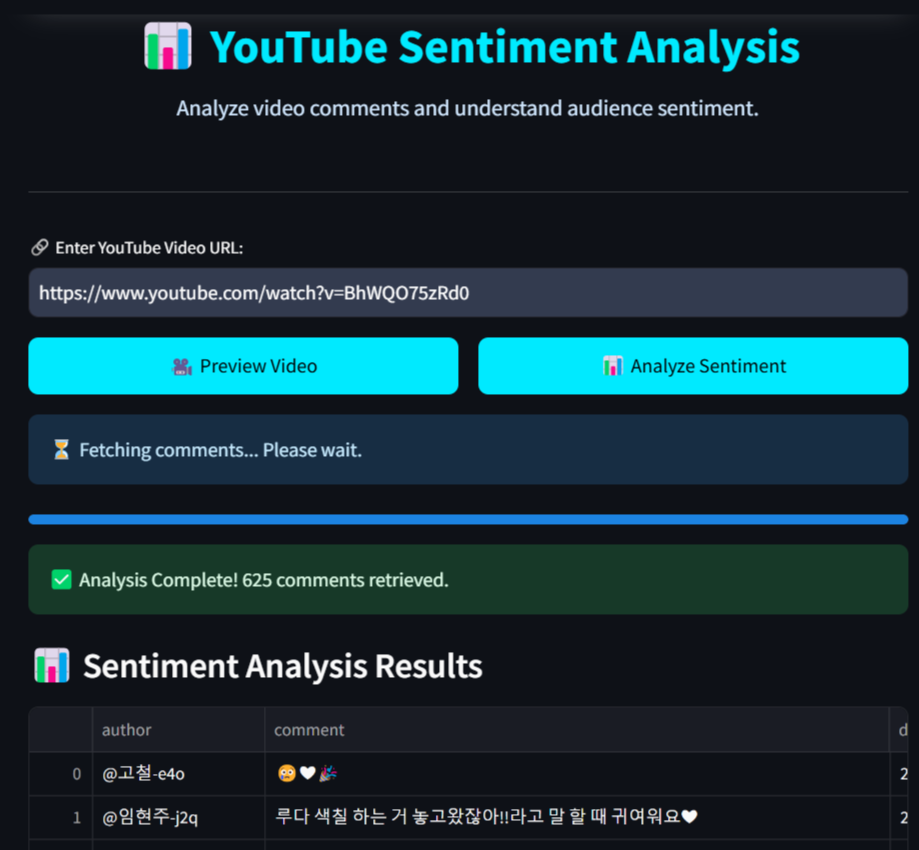 📊 YouTube Sentiment Analysis
Analyze video comments and understand audience sentiment.
🔗 Enter YouTube Video URL:
https://www.youtube.com/watch?v=BhWQO75zRd0
🎥 Preview Video
📊 Analyze Sentiment
⏳ Fetching comments... Please wait.
✅ Analysis Complete! 625 comments retrieved.
📊 Sentiment Analysis Results
author comment d
0 @고철-e4o 😰🤍🎉 2
1 @임현주-j2q 루다 색칠 하는 거 놓고왔잖아!!라고 말 할 때 귀여워요🤍 2